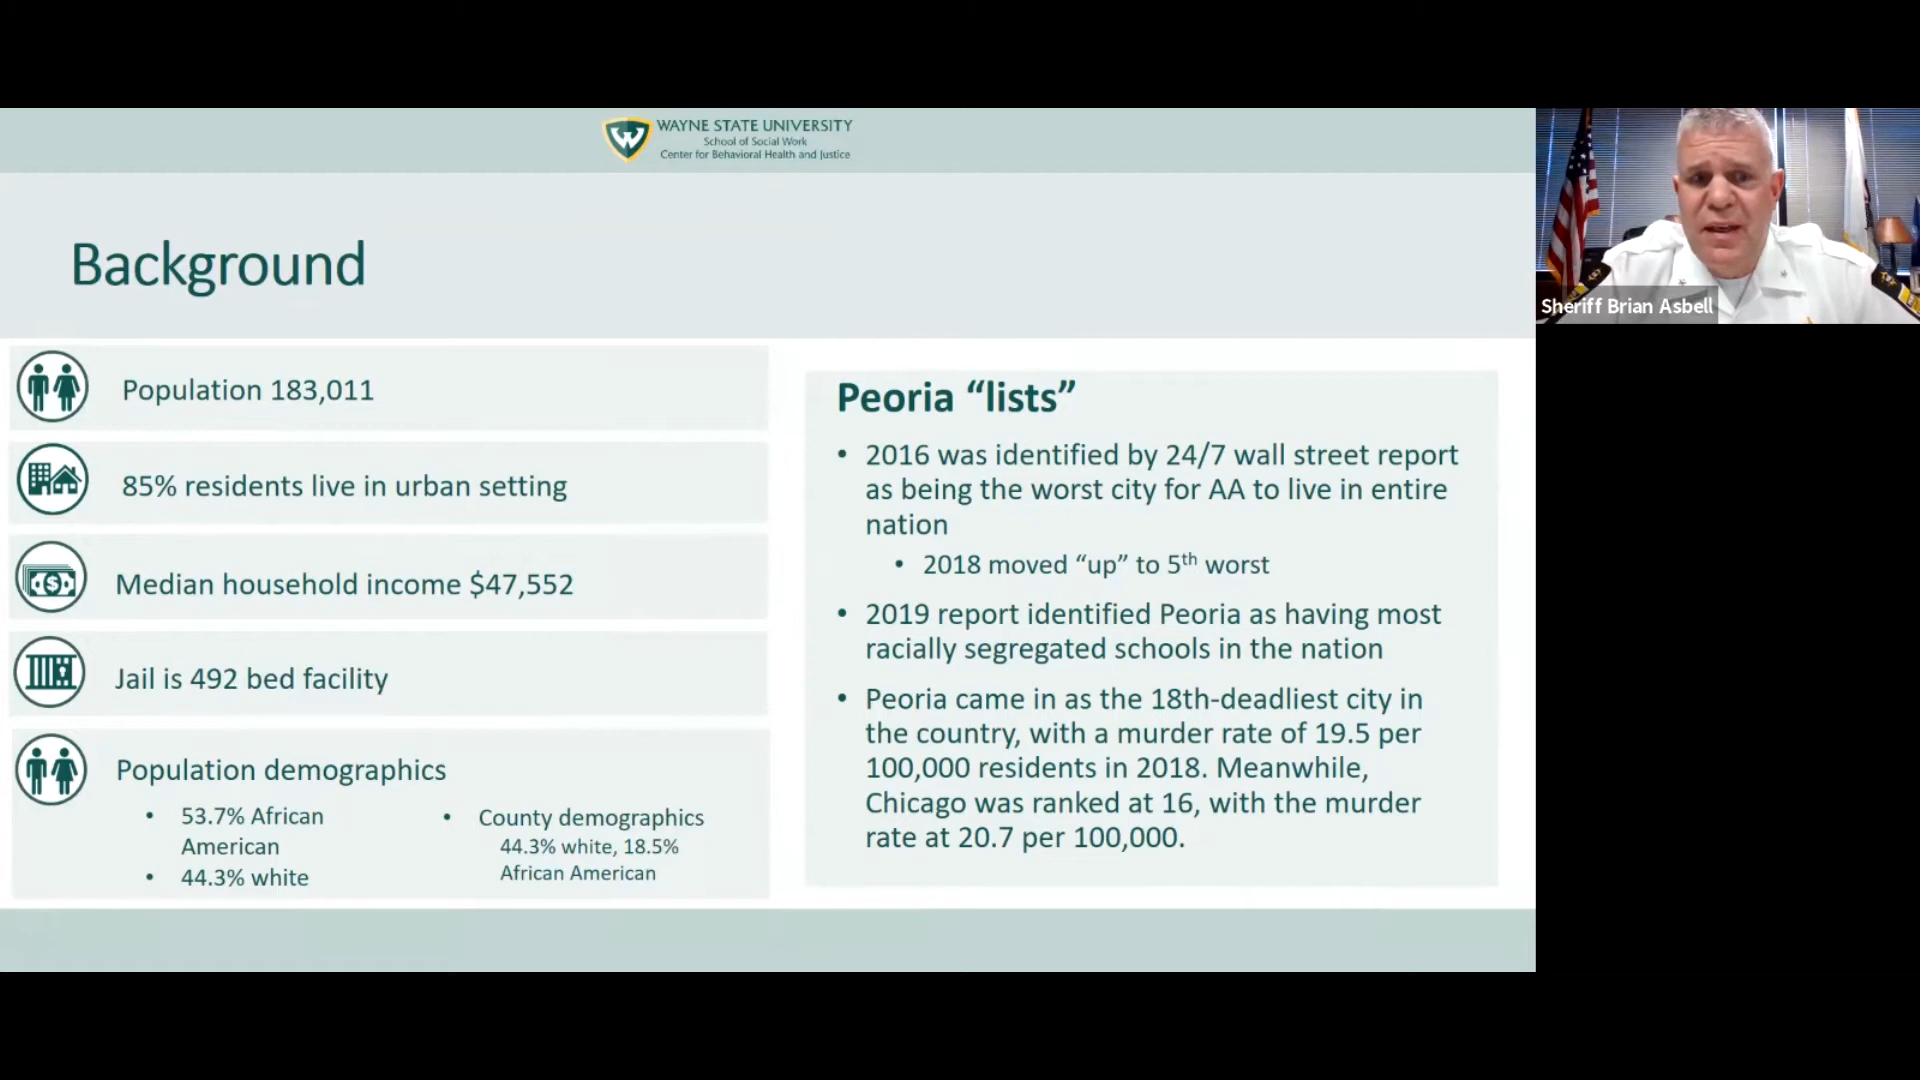 WAYNE STATE UNIVERSITY
School of Social Work
Center for Behavioral Health and Justice
Background
Population 183,011
85% residents live in urban setting
Median household income $47,552
Jail is 492 bed facility
Population demographics
• 53.7% African
American
• 44.3% white
• County demographics
44.3% white, 18.5%
African American
Peoria “lists”
• 2016 was identified by 24/7 wall street report
as being the worst city for AA to live in entire
nation
• 2018 moved “up” to 5th worst
• 2019 report identified Peoria as having most
racially segregated schools in the nation
• Peoria came in as the 18th-deadliest city in
the country, with a murder rate of 19.5 per
100,000 residents in 2018. Meanwhile,
Chicago was ranked at 16, with the murder
rate at 20.7 per 100,000.
Sheriff Brian Asbell